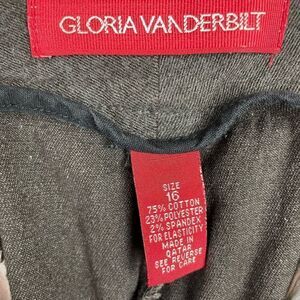 GLORIA VANDERBILT
SIZE
16
75% COTTON
23% POLYESTER
2% SPANDEX
FOR ELASTICITY
MADE IN
QATAR
SEE REVERSE
FOR CARE